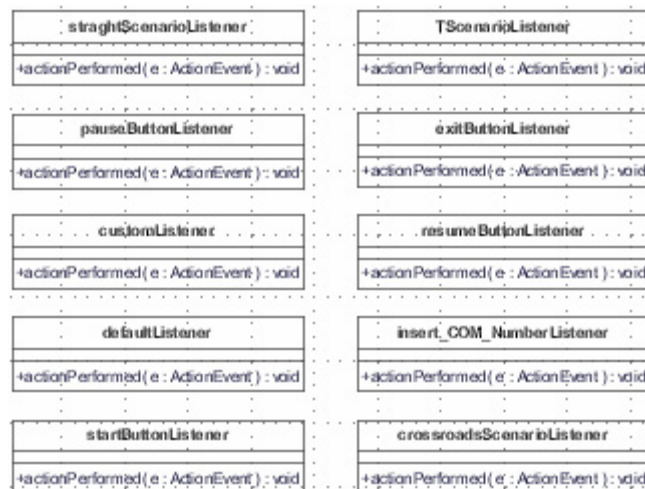 straghtScenarioListener
+actionPerformed( e : ActionEvent ) : void
TScenarioListener
+actionPerformed( e : ActionEvent ) : void
pauseButtonListener
+actionPerformed( e : ActionEvent ) : void
exitButtonListener
+actionPerformed( e : ActionEvent ) : void
customListener
+actionPerformed( e : ActionEvent ) : void
resumeButtonListener
+actionPerformed( e : ActionEvent ) : void
defaultListener
+actionPerformed( e : ActionEvent ) : void
insert_COM_NumberListener
+actionPerformed( e : ActionEvent ) : void
startButtonListener
+actionPerformed( e : ActionEvent ) : void
crossroadsScenarioListener
+actionPerformed( e : ActionEvent ) : void